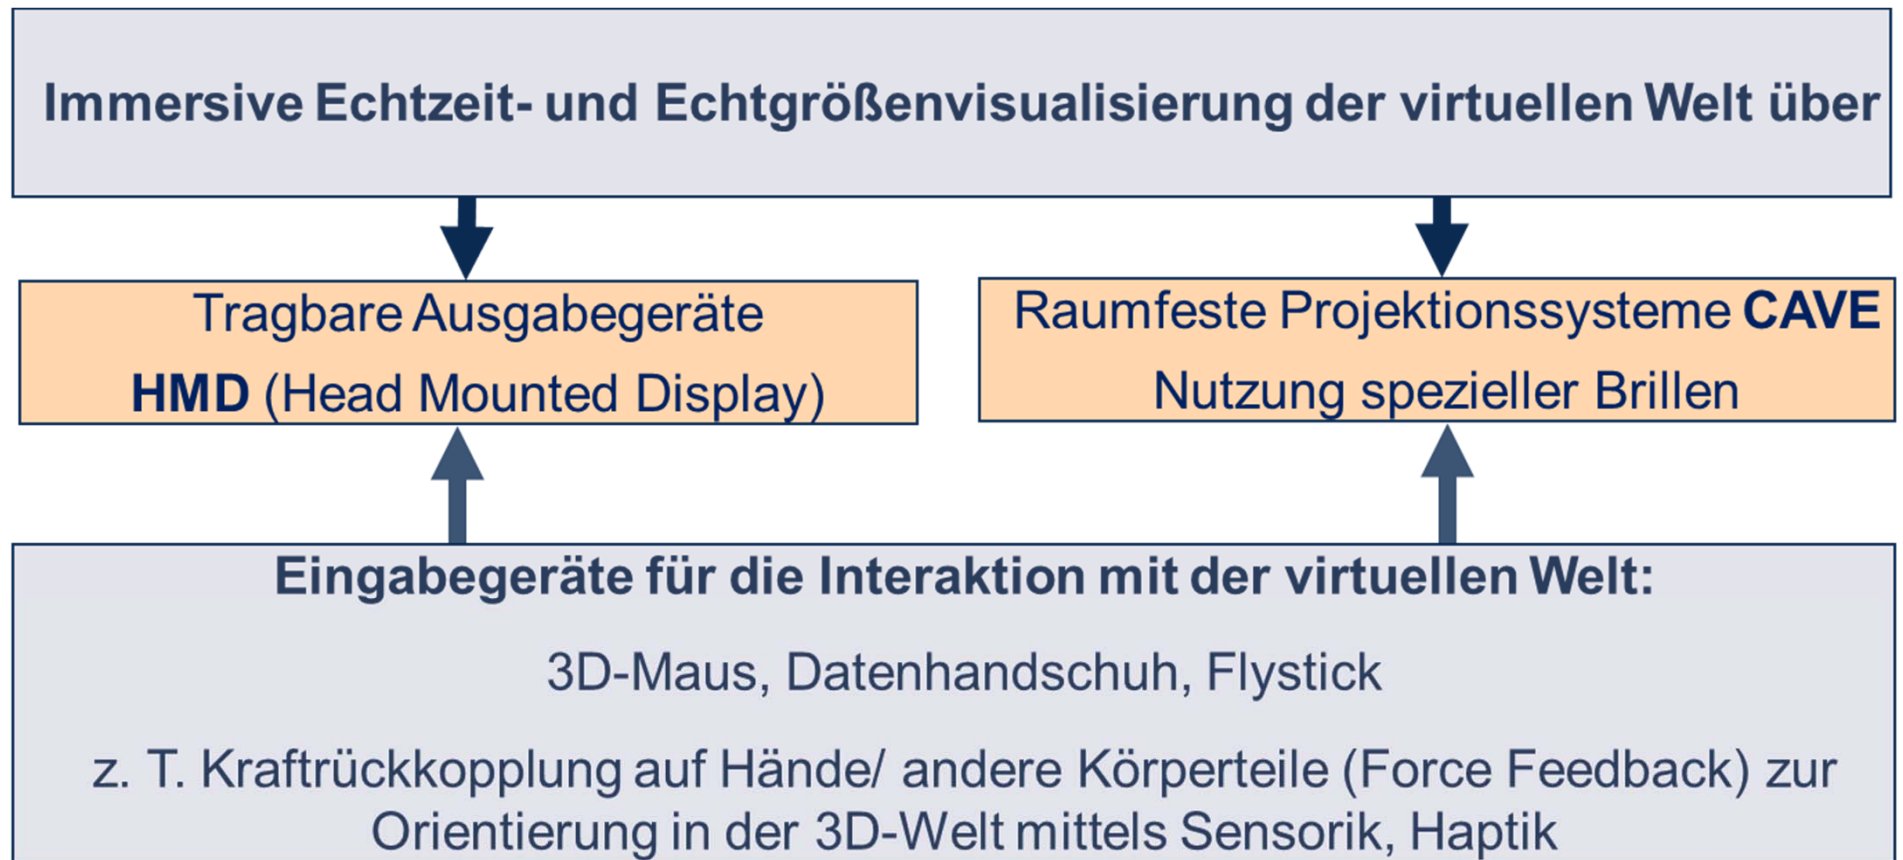 Immersive Echtzeit- und Echtgrößenvisualisierung der virtuellen Welt über
Tragbare Ausgabegeräte
HMD (Head Mounted Display)
Raumfeste Projektionssysteme CAVE
Nutzung spezieller Brillen
Eingabegeräte für die Interaktion mit der virtuellen Welt:
3D-Maus, Datenhandschuh, Flystick
z. T. Kraftrückkopplung auf Hände/ andere Körperteile (Force Feedback) zur
Orientierung in der 3D-Welt mittels Sensorik, Haptik